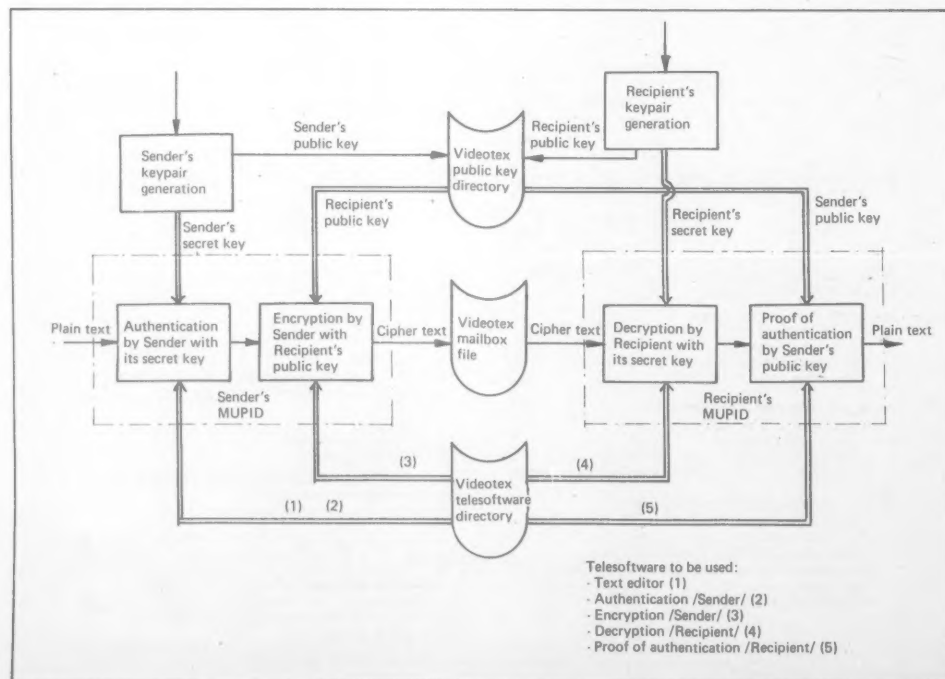 Recipient's
keypair
generation
Sender's
keypair
generation
Sender's
public key
Videotex
public key
directory
Recipient's
public key
Sender's
secret key
Recipient's
public key
Recipient's
secret key
Sender's
public key
Plain text
Authentication
by Sender with
its secret key
Encryption by
Sender with
Recipient's
public key
Cipher text
Videotex
mailbox
file
Cipher text
Decryption by
Recipient with
its secret key
Proof of
authentication
by Sender's
public key
Plain text
Sender's
MUPID
Recipient's
MUPID
(3)
Videotex
telesoftware
directory
(4)
(1) (2)
(5)
Telesoftware to be used:
- Text editor (1)
- Authentication /Sender/ (2)
- Encryption /Sender/ (3)
- Decryption /Recipient/ (4)
- Proof of authentication /Recipient/ (5)